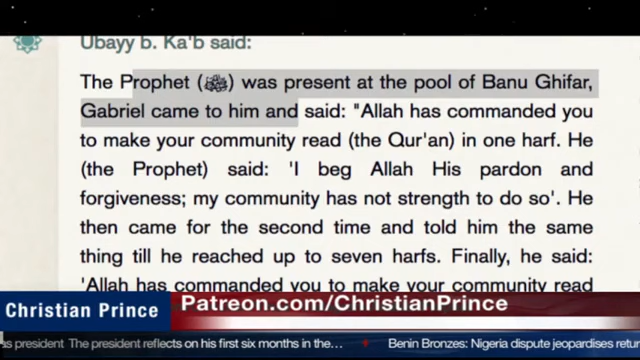 Ubayy b. Ka'b said:
The Prophet (ﷺ) was present at the pool of Banu Ghifar,
Gabriel came to him and said: "Allah has commanded you
to make your community read (the Qur'an) in one harf. He
(the Prophet) said: 'I beg Allah His pardon and
forgiveness; my community has not strength to do so'. He
then came for the second time and told him the same
thing till he reached up to seven harfs. Finally, he said:
'Allah has commanded you to make your community read
Christian Prince
Patreon.com/ChristianPrince
as president The president reflects on his first six months in the... Benin Bronzes: Nigeria dispute jeopardises retur